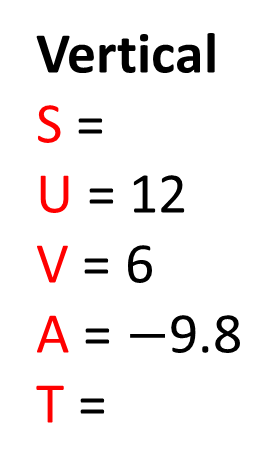 Vertical
S =
U = 12
V = 6
A = −9.8
T =